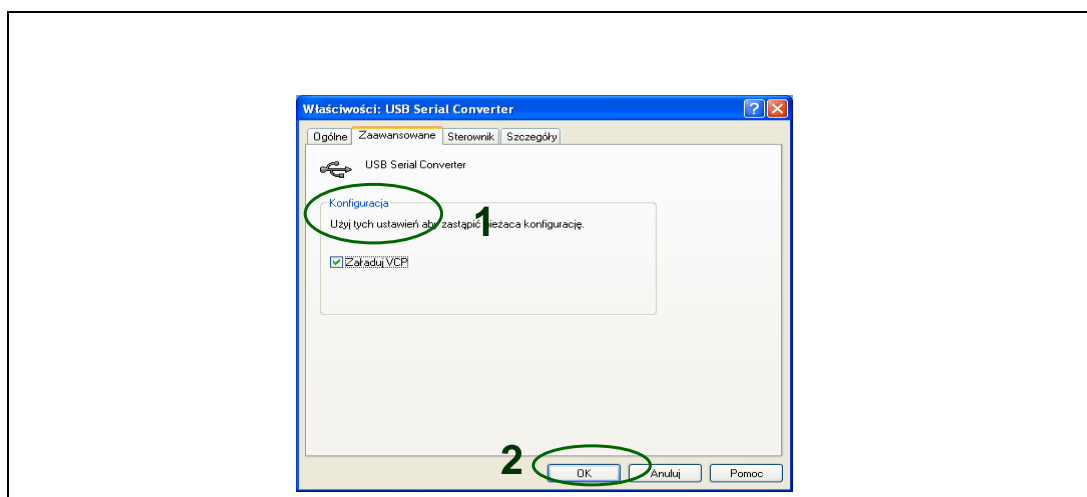 Właściwości: USB Serial Converter
Ogólne Zaawansowane Sterownik Szczegóły
USB Serial Converter
Konfiguracja
1
Użyj tych ustawień aby zastąpić bieżaca konfigurację.
Załaduj VCP
2
OK Anuluj Pomoc